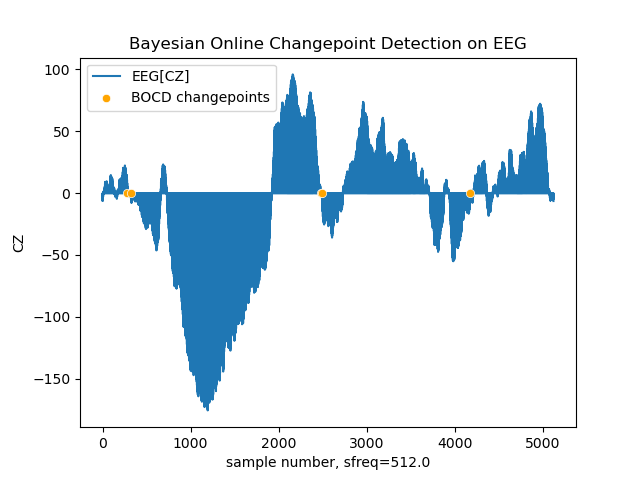 Bayesian Online Changepoint Detection on EEG
EEG[CZ]
BOCD changepoints
100
50
0
−50
−100
−150
CZ
0 1000 2000 3000 4000 5000
sample number, sfreq=512.0